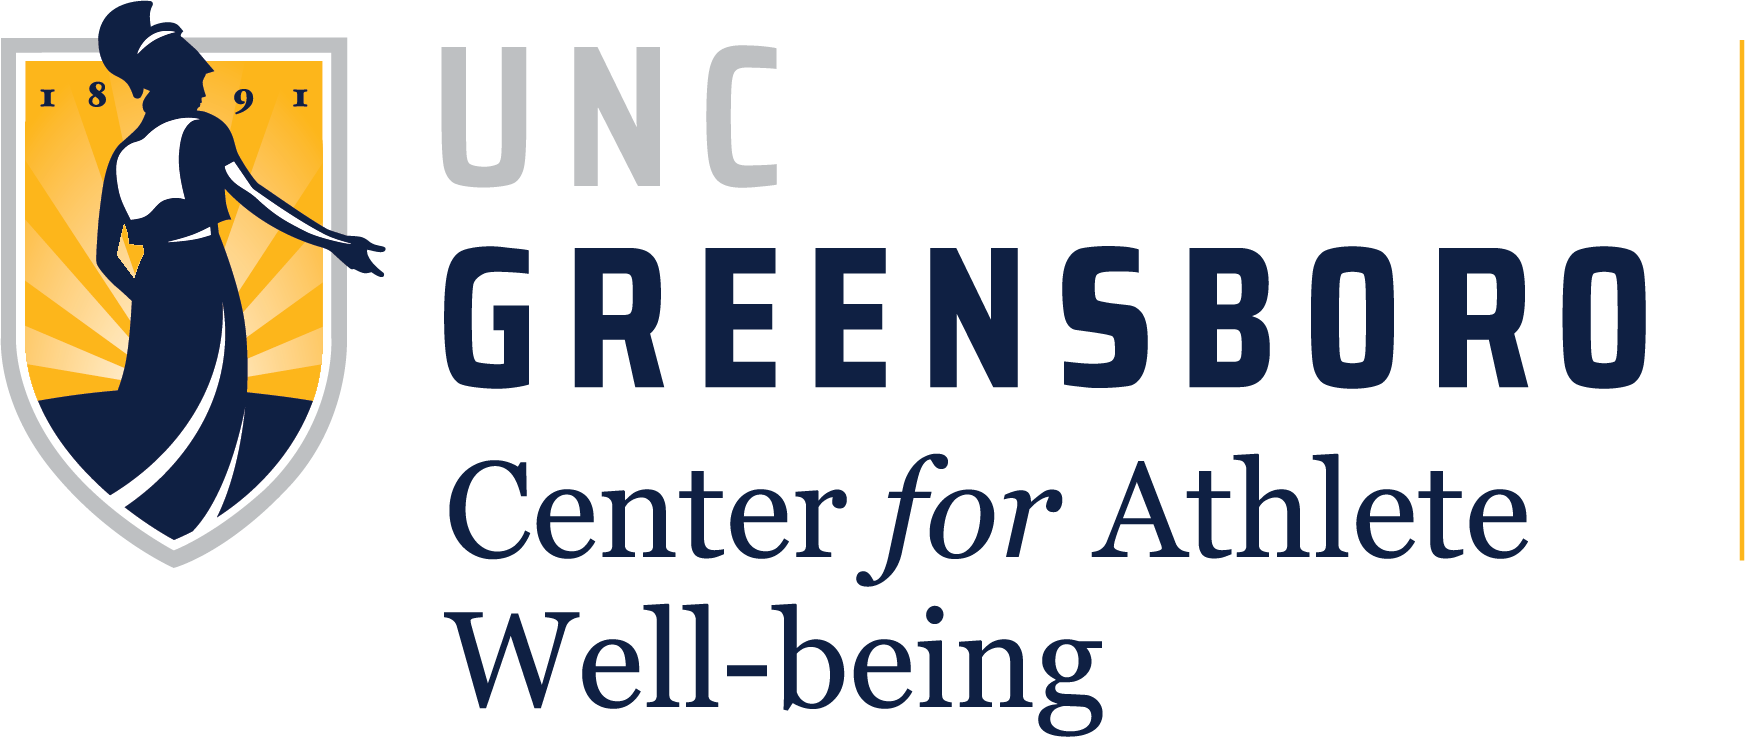 1891
UNC
GREENSBORO
Center for Athlete
Well-being